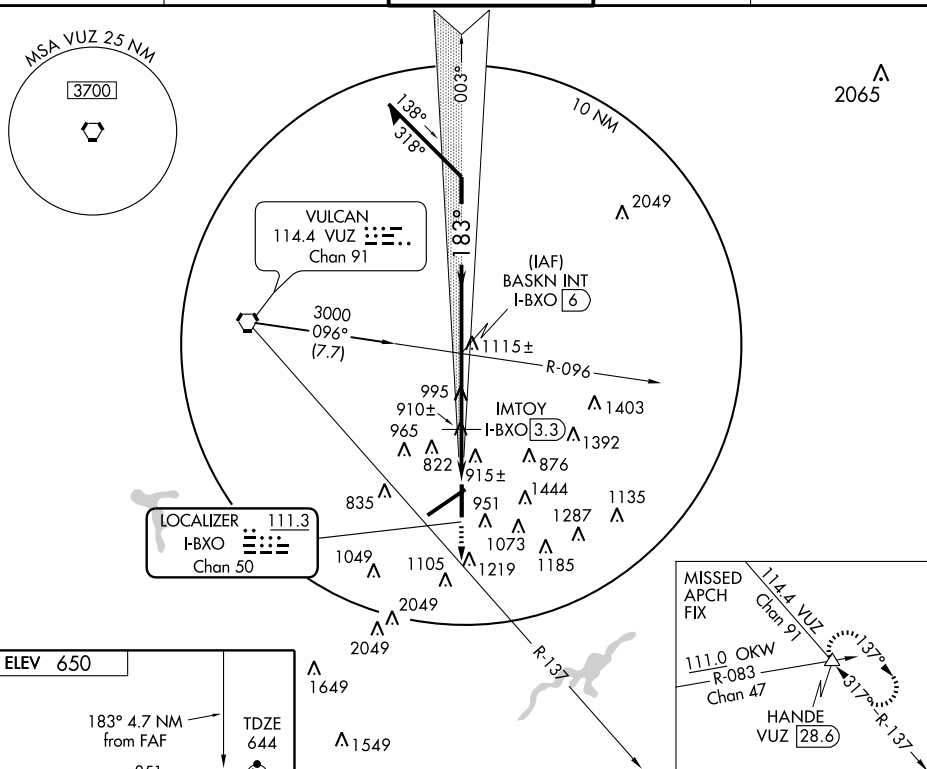 MSA VUZ 25 NM
3700
003°
138°
318°
10 NM
2065
2049
183°
VULCAN
114.4 VUZ
Chan 91
(IAF)
BASKN INT
I-BXO 6
3000
096°
(7.7)
1115±
R-096
995
910±
IMTOY
I-BXO 3.3
1403
1392
965
822
915±
876
835
951
1444
1135
1287
LOCALIZER 111.3
I-BXO
Chan 50
1073
1185
1049
1105
1219
2049
2049
R-137
1649
1549
ELEV 650
183° 4.7 NM
from FAF
TDZE
644
MISSED
APCH
FIX
114.4 VUZ
Chan 91
111.0 OKW
R-083
Chan 47
137°
317°
R-137
HANDE
VUZ 28.6